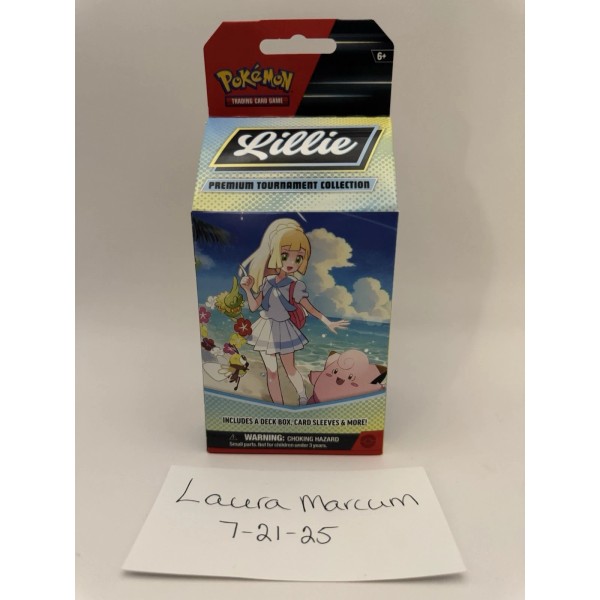 6+
POKéMON
TRADING CARD GAME
Lillie
PREMIUM TOURNAMENT COLLECTION
INCLUDES A DECK BOX, CARD SLEEVES & MORE!
WARNING: CHOKING HAZARD
Small parts. Not for children under 3 years.
Laura Marcum
7-21-25